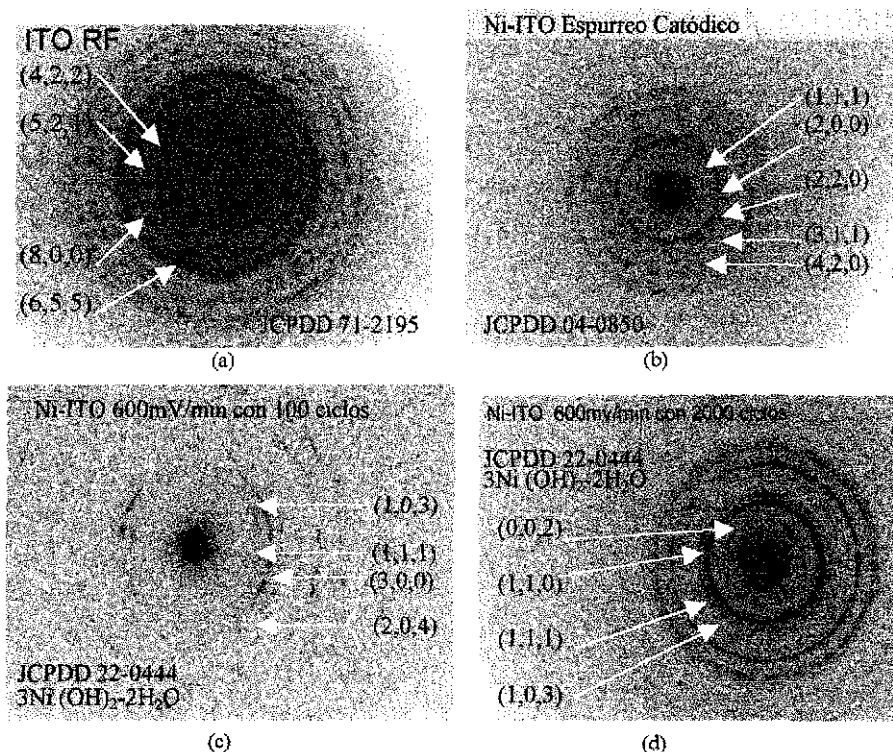 ITO RF
(4,2,2)
(5,2,1)
(8,0,0)
(6,5,5)
JCPDD 71-2195
(a)
Ni-ITO Espurreo Catódico
(1,1,1)
(2,0,0)
(2,2,0)
(3,1,1)
(4,2,0)
JCPDD 04-0850
(b)
Ni-ITO 600mV/min con 100 ciclos
(1,0,3)
(1,1,1)
(3,0,0)
(2,0,4)
JCPDD 22-0444
3Ni (OH)₂-2H₂O
(c)
Ni-ITO 600mv/min con 2000 ciclos
JCPDD 22-0444
3Ni (OH)₂-2H₂O
(0,0,2)
(1,1,0)
(1,1,1)
(1,0,3)
(d)